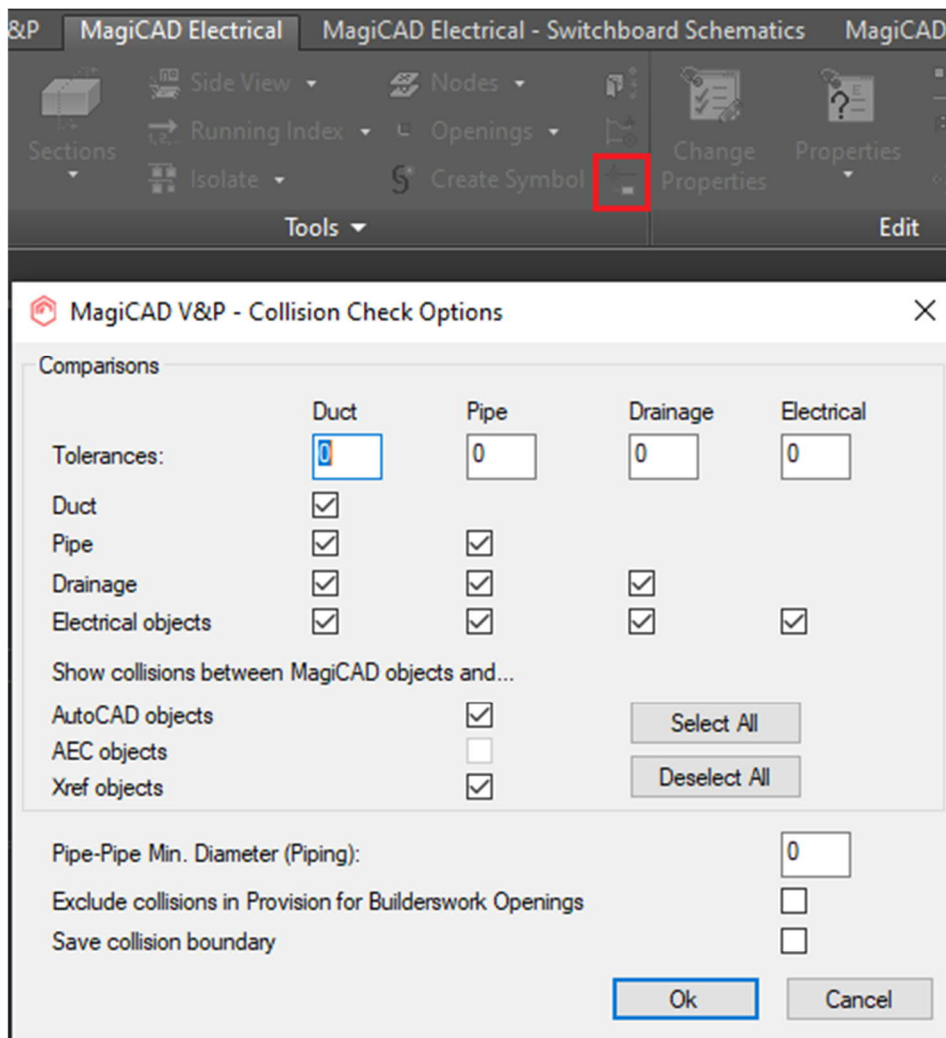 &P MagiCAD Electrical MagiCAD Electrical - Switchboard Schematics MagiCAD
Side View Nodes
Running Index Openings
Sections Change Properties
Isolate Create Symbol Properties
Tools Edit
MagiCAD V&P - Collision Check Options
Comparisons
Duct Pipe Drainage Electrical
Tolerances: 0 0 0 0
Duct
Pipe
Drainage
Electrical objects
Show collisions between MagiCAD objects and...
AutoCAD objects Select All
AEC objects
Xref objects Deselect All
Pipe-Pipe Min. Diameter (Piping): 0
Exclude collisions in Provision for Builderswork Openings
Save collision boundary
Ok Cancel